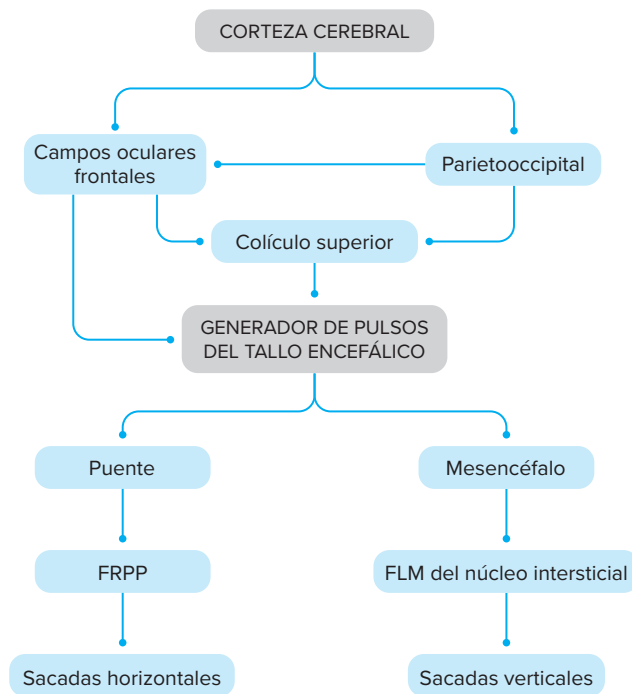 CORTEZA CEREBRAL
Campos oculares
frontales
Parietooccipital
Colículo superior
GENERADOR DE PULSOS
DEL TALLO ENCEFÁLICO
Puente
Mesencéfalo
FRPP
FLM del núcleo intersticial
Sacadas horizontales
Sacadas verticales